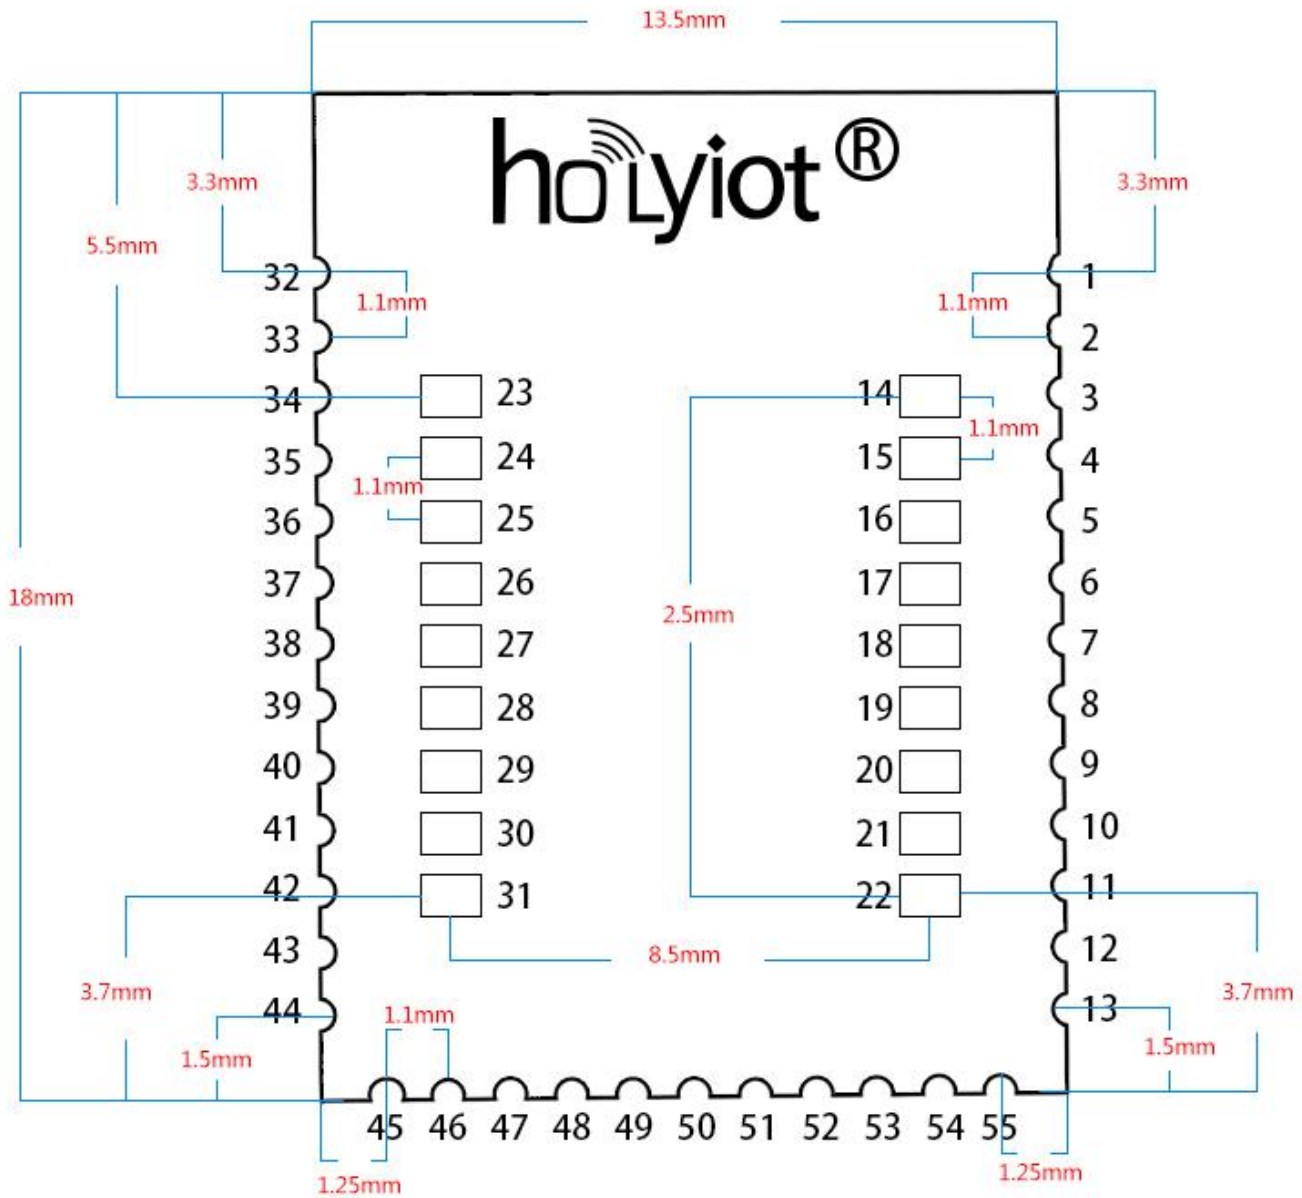 13.5mm
holyiot ®
3.3mm 3.3mm
5.5mm
32 1
1.1mm 1.1mm
33 2
34 23 14 3
1.1mm
35 24 15 4
1.1mm
36 25 16 5
37 26 17 6
18mm
2.5mm
38 27 18 7
39 28 19 8
40 29 20 9
41 30 21 10
42 31 22 11
43 12
8.5mm
3.7mm 3.7mm
44 13
1.1mm
1.5mm 1.5mm
45 46 47 48 49 50 51 52 53 54 55
1.25mm 1.25mm